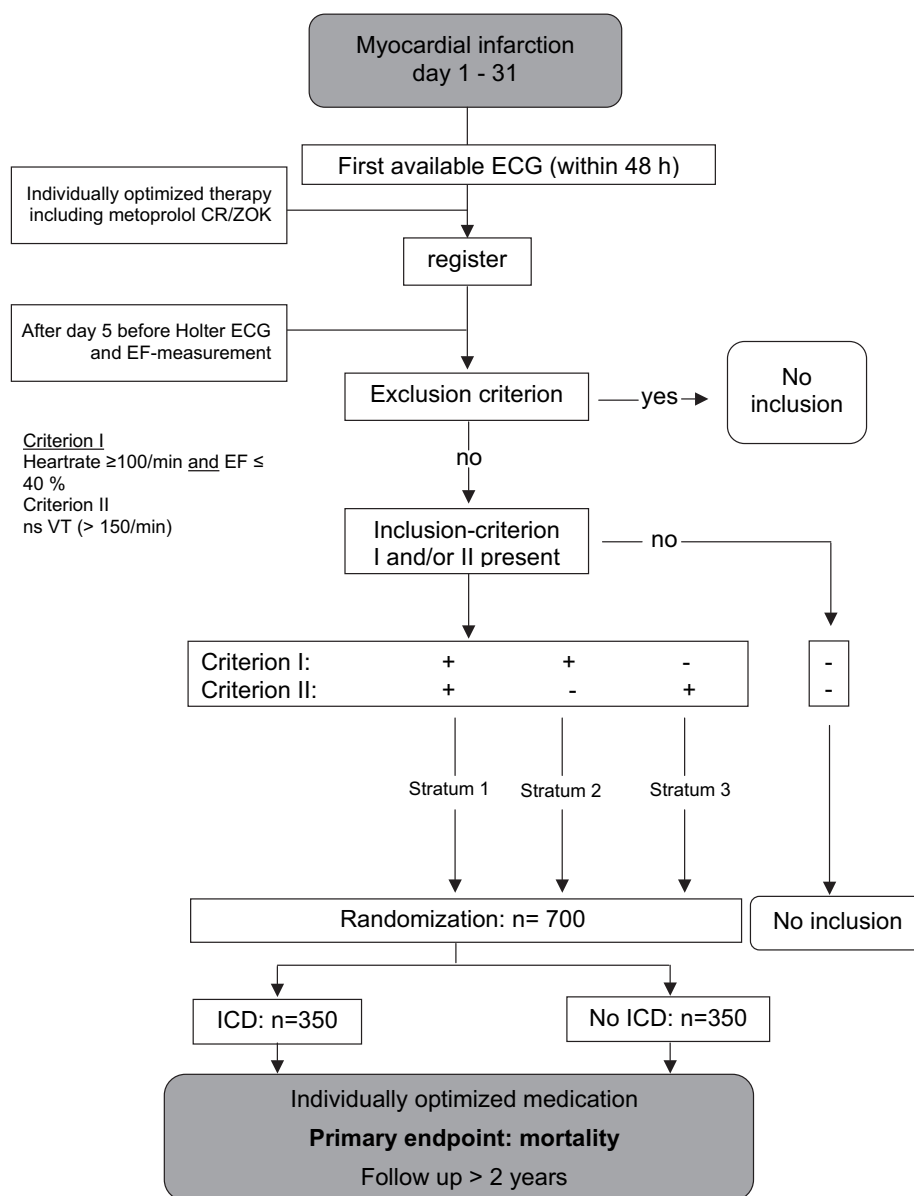 Myocardial infarction
day 1 - 31
First available ECG (within 48 h)
Individually optimized therapy
including metoprolol CR/ZOK
register
After day 5 before Holter ECG
and EF-measurement
Exclusion criterion
yes
No
inclusion
no
Criterion I
Heartrate ≥100/min and EF ≤
40 %
Criterion II
ns VT (> 150/min)
Inclusion-criterion
I and/or II present
no
Criterion I: + + - -
Criterion II: + - + -
Stratum 1 Stratum 2 Stratum 3
Randomization: n= 700
No inclusion
ICD: n=350
No ICD: n=350
Individually optimized medication
Primary endpoint: mortality
Follow up > 2 years